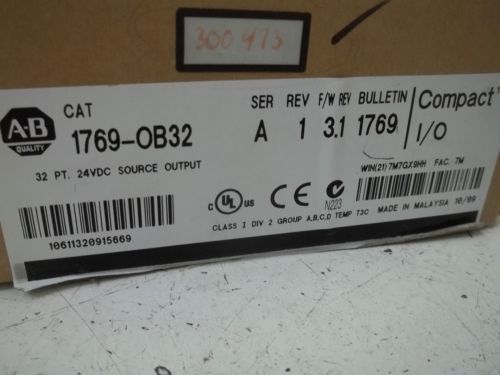 300 473
A-B
QUALITY
CAT
1769-OB32
SER REV F/W REV BULLETIN
A 1 3.1 1769
Compact™
I/O
32 PT. 24VDC SOURCE OUTPUT
WIN(21)7M7GX9HH FAC. 7M
C UL US CE N223
CLASS I DIV 2 GROUP A,B,C,D TEMP T3C MADE IN MALAYSIA 10/09
10611320915669